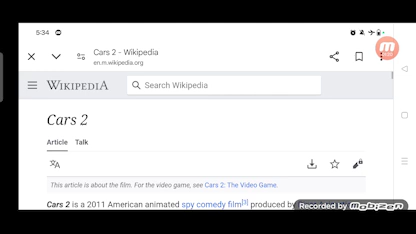 5:34
Cars 2 - Wikipedia
en.m.wikipedia.org
WIKIPEDIA
Search Wikipedia
Cars 2
Article Talk
This article is about the film. For the video game, see Cars 2: The Video Game.
Cars 2 is a 2011 American animated spy comedy film[3] produced by
Recorded by Mobizen